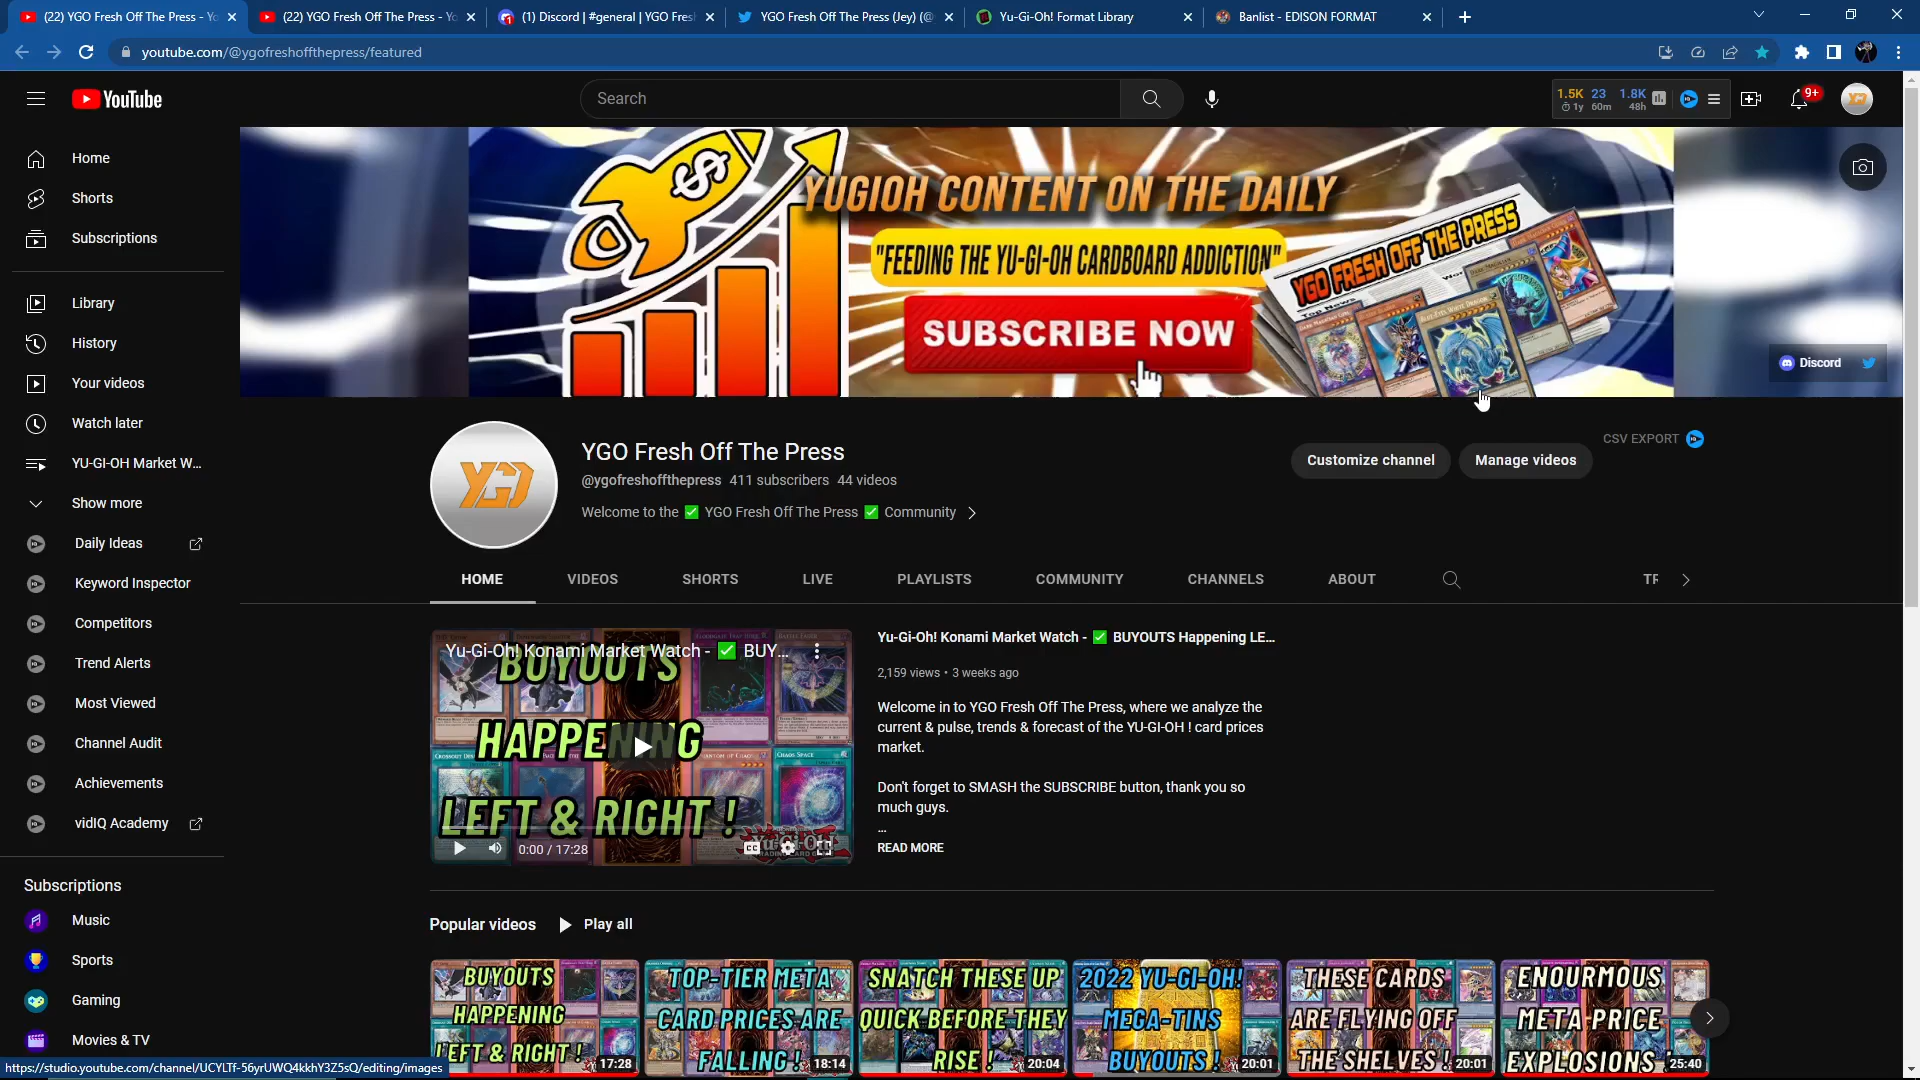 (22) YGO Fresh Off The Press - Yo
(22) YGO Fresh Off The Press - Yo
(1) Discord | #general | YGO Fres
YGO Fresh Off The Press (Jey) (@
Yu-Gi-Oh! Format Library
Banlist - EDISON FORMAT
youtube.com/@ygofreshoffthepress/featured
YouTube
Search
1.5K 23 1.8K
1y 60m 48h
9+
Home
Shorts
Subscriptions
Library
History
Your videos
Watch later
YU-GI-OH Market W...
Show more
Daily Ideas
Keyword Inspector
Competitors
Trend Alerts
Most Viewed
Channel Audit
Achievements
vidIQ Academy
Subscriptions
Music
Sports
Gaming
Movies & TV
https://studio.youtube.com/channel/UCYLTf-56yrUWQ4kkhY3Z5sQ/editing/images
YUGIOH CONTENT ON THE DAILY
"FEEDING THE YU-GI-OH CARDBOARD ADDICTION"
SUBSCRIBE NOW
YGO FRESH OFF THE PRESS
Top News
Discord
YGO
YGO Fresh Off The Press
@ygofreshoffthepress 411 subscribers 44 videos
Welcome to the ✅ YGO Fresh Off The Press ✅ Community
CSV EXPORT
Customize channel
Manage videos
HOME
VIDEOS
SHORTS
LIVE
PLAYLISTS
COMMUNITY
CHANNELS
ABOUT
TR
Yu-Gi-Oh! Konami Market Watch - ✅ BUY...
BUYOUTS
HAPPENING
LEFT & RIGHT !
0:00 / 17:28
Yu-Gi-Oh! Konami Market Watch - ✅ BUYOUTS Happening LE...
2,159 views • 3 weeks ago
Welcome in to YGO Fresh Off The Press, where we analyze the
current & pulse, trends & forecast of the YU-GI-OH ! card prices
market.
Don't forget to SMASH the SUBSCRIBE button, thank you so
much guys.
...
READ MORE
Popular videos
Play all
BUYOUTS
HAPPENING
LEFT & RIGHT !
17:28
TOP-TIER META
CARD PRICES ARE
FALLING !
18:14
SNATCH THESE UP
QUICK BEFORE THEY
RISE !
20:04
2022 YU-GI-OH!
MEGA-TINS
BUYOUTS !
20:01
THESE CARDS
ARE FLYING OFF
THE SHELVES !
20:01
ENOURMOUS
META PRICE
EXPLOSIONS
25:40